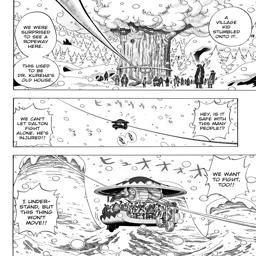 A
VILLAGE
KID
STUMBLED
ONTO IT.
WE WERE
SURPRISED
TO SEE A
ROPEWAY
HERE.
THIS
USED TO
BE
DR. KUREHA'S
OLD HOUSE.
HEY, IS IT
SAFE WITH
THIS MANY
PEOPLE!?
WE CAN'T
LET DALTON
FIGHT
ALONE. HE'S
INJURED!!
WE WANT
TO FIGHT,
TOO!!
I UNDER-
STAND, BUT
THIS THING
WON'T
MOVE!!